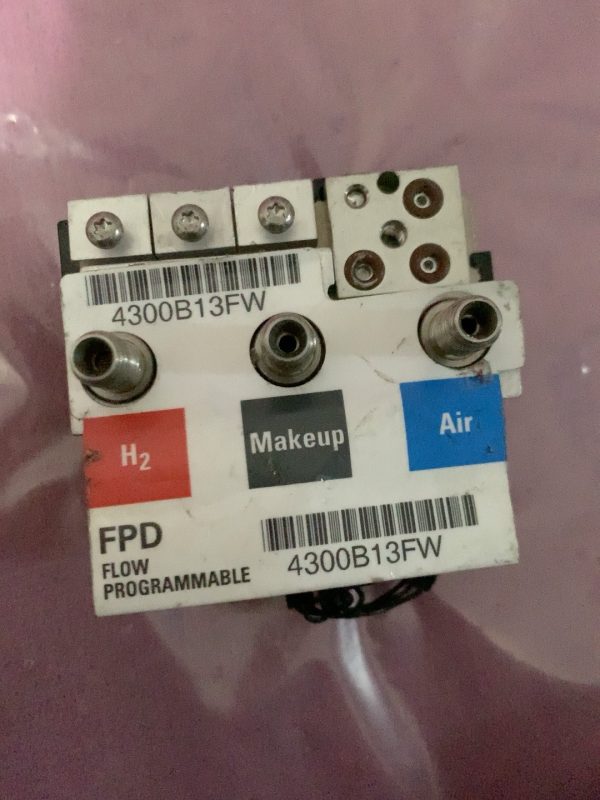 4300B13FW
H2
Makeup
Air
FPD
FLOW
PROGRAMMABLE
4300B13FW